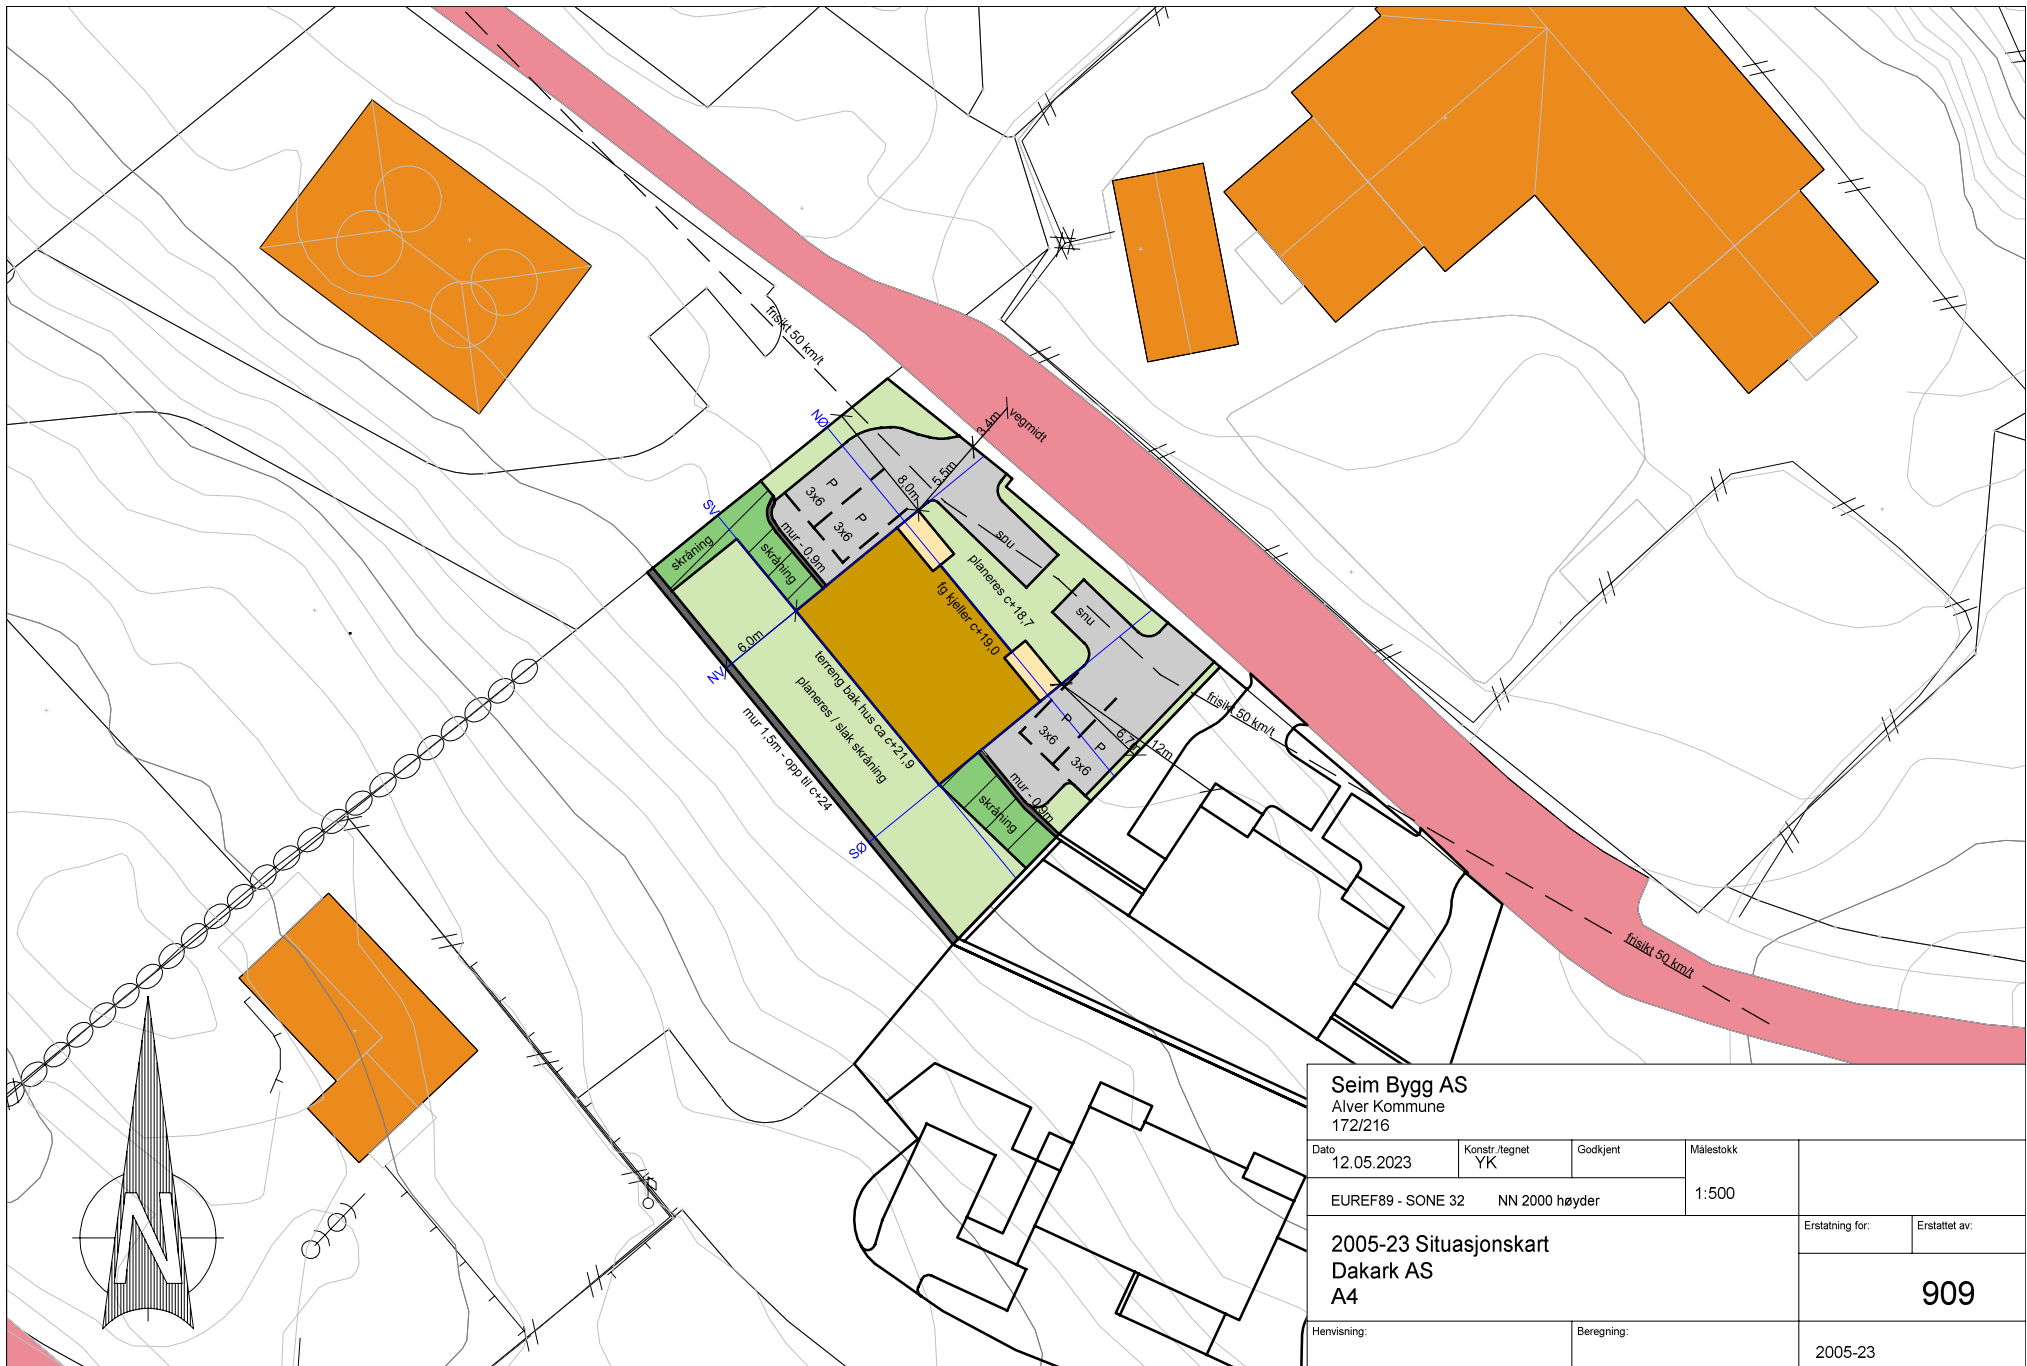 frisikt 50 km/t
NØ
3,4m
vegmidt
5,5m
8,0m
P
3x6
P
3x6
SV
mur - 0,9m
skråning
skråning
snu
planeres c+18,7
fg kjeller c+19,0
snu
6,0m
NV
terreng bak hus ca c+21,9
planeres / slak skråning
mur 1,5m - opp til c+24
frisikt 50 km/t
P
3x6
P
3x6
12m
mur - 0,9m
skråning
SØ
frisikt 50 km/t
N
Seim Bygg AS
Alver Kommune
172/216
Dato
12.05.2023
Konstr./tegnet
YK
Godkjent
Målestokk
1:500
EUREF89 - SONE 32 NN 2000 høyder
2005-23 Situasjonskart
Dakark AS
A4
Erstatning for:
Erstattet av:
909
Henvisning:
Beregning:
2005-23